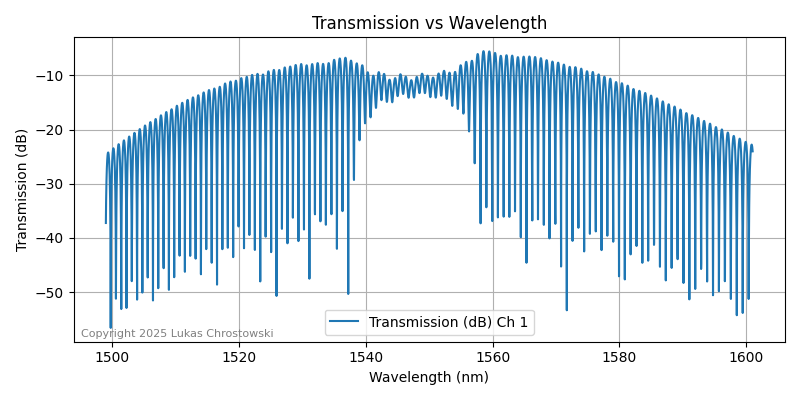 Transmission vs Wavelength
Transmission (dB)
−10
−20
−30
−40
−50
Transmission (dB) Ch 1
Copyright 2025 Lukas Chrostowski
1500 1520 1540 1560 1580 1600
Wavelength (nm)